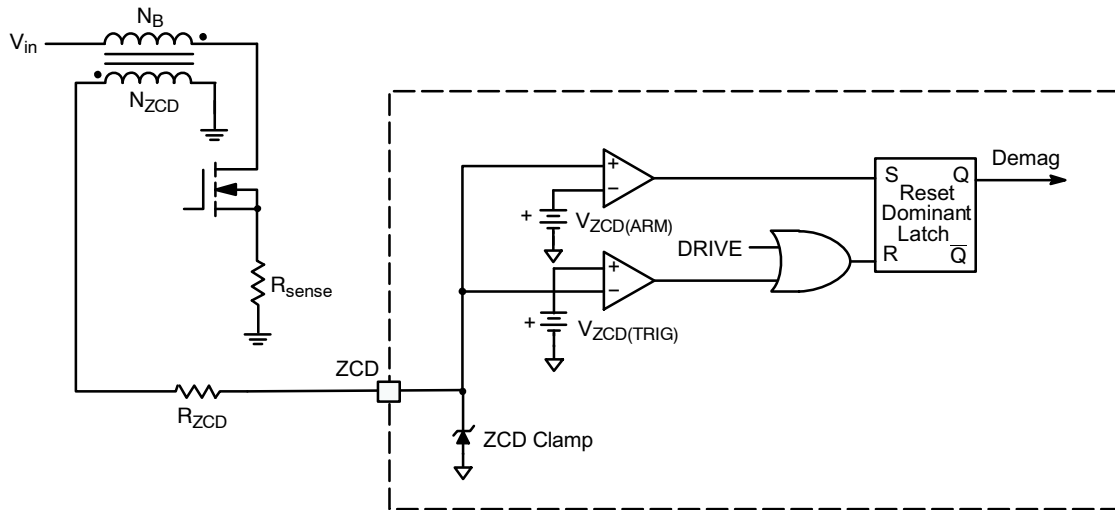 N_B
V_in
N_ZCD
R_sense
R_ZCD
ZCD
+
−
+
V_ZCD(ARM)
DRIVE
+
−
+
V_ZCD(TRIG)
ZCD Clamp
S Q
Reset
Dominant
Latch
R Q̅
Demag